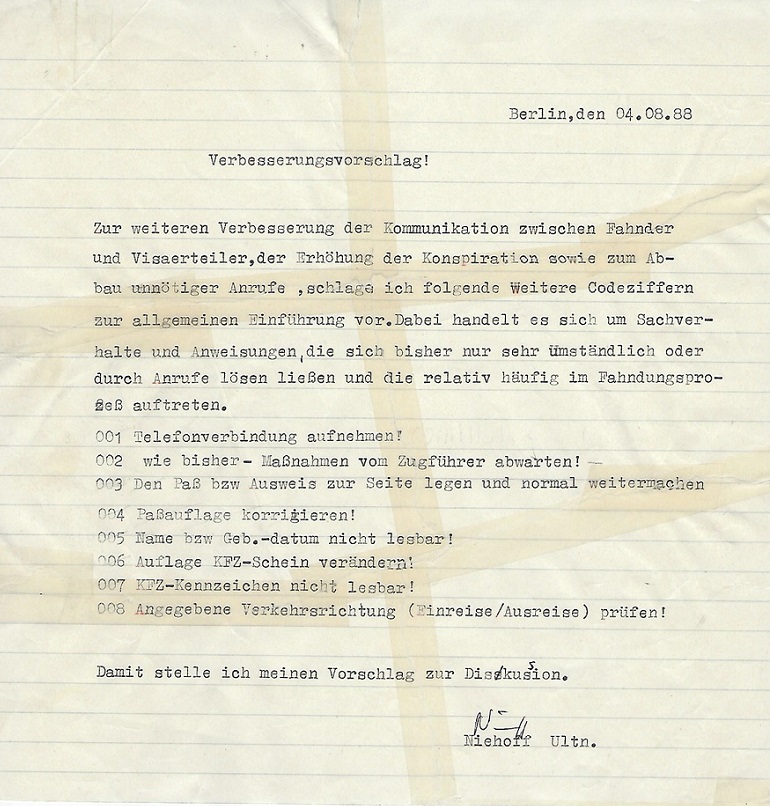 Berlin,den 04.08.88
Verbesserungsvorschlag!
Zur weiteren Verbesserung der Kommunikation zwischen Fahnder
und Visaerteiler,der Erhöhung der Konspiration sowie zum Ab-
bau unnötiger Anrufe ,schlage ich folgende Weitere Codeziffern
zur allgemeinen Einführung vor.Dabei handelt es sich um Sachver-
halte und Anweisungen,die sich bisher nur sehr Umständlich oder
durch Anrufe lösen ließen und die relativ häufig im Fahndungspro-
zeß auftreten.
001 Telefonverbindung aufnehmen!
002 wie bisher- Maßnahmen vom Zugführer abwarten! —
003 Den Paß bzw Ausweis zur Seite legen und normal weitermachen
004 Paßauflage korrigieren!
005 Name bzw Geb.-datum nicht lesbar!
006 Auflage KFZ-Schein verändern!
007 KFZ-Kennzeichen nicht lesbar!
008 Angegebene Verkehrsrichtung (Einreise/Ausreise) prüfen!
Damit stelle ich meinen Vorschlag zur Diskussion.
Niehoff Ultn.